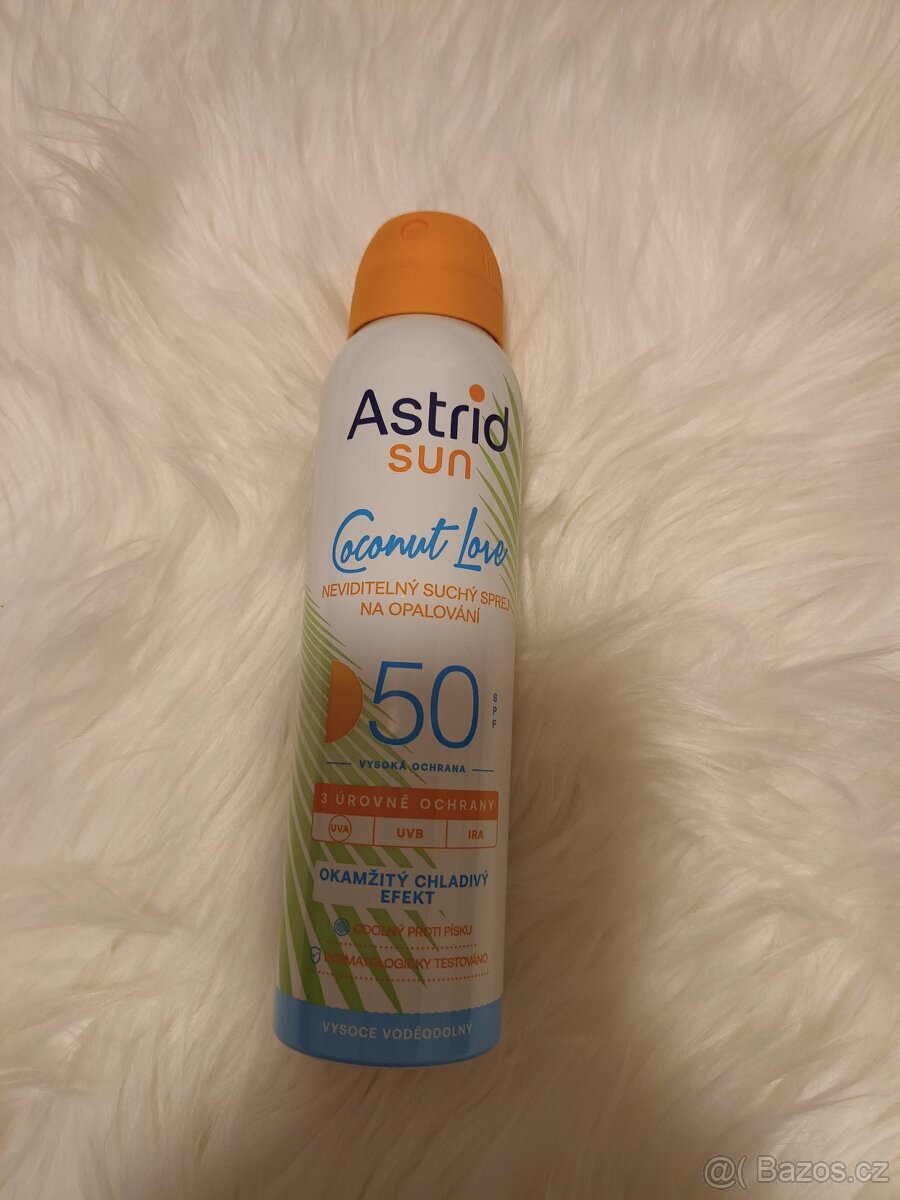 Astrid
sun
Coconut Love
NEVIDITELNÝ SUCHÝ SPREJ
NA OPALOVÁNÍ
50
SPF
VYSOKÁ OCHRANA
3 ÚROVNĚ OCHRANY
UVA UVB IRA
OKAMŽITÝ CHLADIVÝ
EFEKT
ODOLNÝ PROTI PÍSKU
DERMATOLOGICKY TESTOVÁNO
VYSOCE VODĚODOLNÝ
@( Bazos.cz